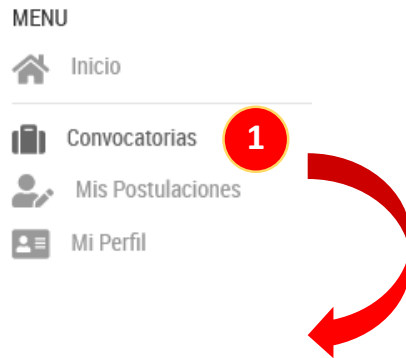 MENU
Inicio
Convocatorias 1
Mis Postulaciones
Mi Perfil